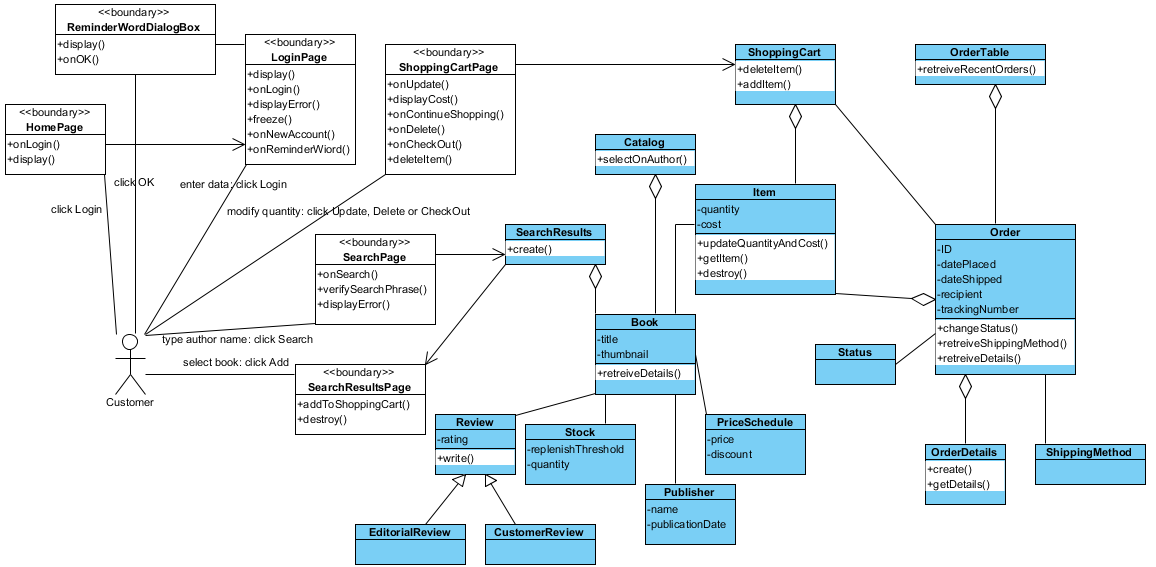 <<boundary>>
ReminderWordDialogBox
+display()
+onOK()
<<boundary>>
LoginPage
+display()
+onLogin()
+displayError()
+freeze()
+onNewAccount()
+onReminderWiord()
<<boundary>>
ShoppingCartPage
+onUpdate()
+displayCost()
+onContinueShopping()
+onDelete()
+onCheckOut()
+deleteItem()
ShoppingCart
+deleteItem()
+addItem()
OrderTable
+retreiveRecentOrders()
<<boundary>>
HomePage
+onLogin()
+display()
Catalog
+selectOnAuthor()
click OK
enter data: click Login
click Login
modify quantity: click Update, Delete or CheckOut
Item
-quantity
-cost
+updateQuantityAndCost()
+getItem()
+destroy()
<<boundary>>
SearchPage
+onSearch()
+verifySearchPhrase()
+displayError()
SearchResults
+create()
Order
-ID
-datePlaced
-dateShipped
-recipient
-trackingNumber
+changeStatus()
+retreiveShippingMethod()
+retreiveDetails()
type author name: click Search
select book: click Add
Customer
Book
-title
-thumbnail
+retreiveDetails()
Status
<<boundary>>
SearchResultsPage
+addToShoppingCart()
+destroy()
Review
-rating
+write()
Stock
-replenishThreshold
-quantity
PriceSchedule
-price
-discount
OrderDetails
+create()
+getDetails()
ShippingMethod
Publisher
-name
-publicationDate
EditorialReview
CustomerReview